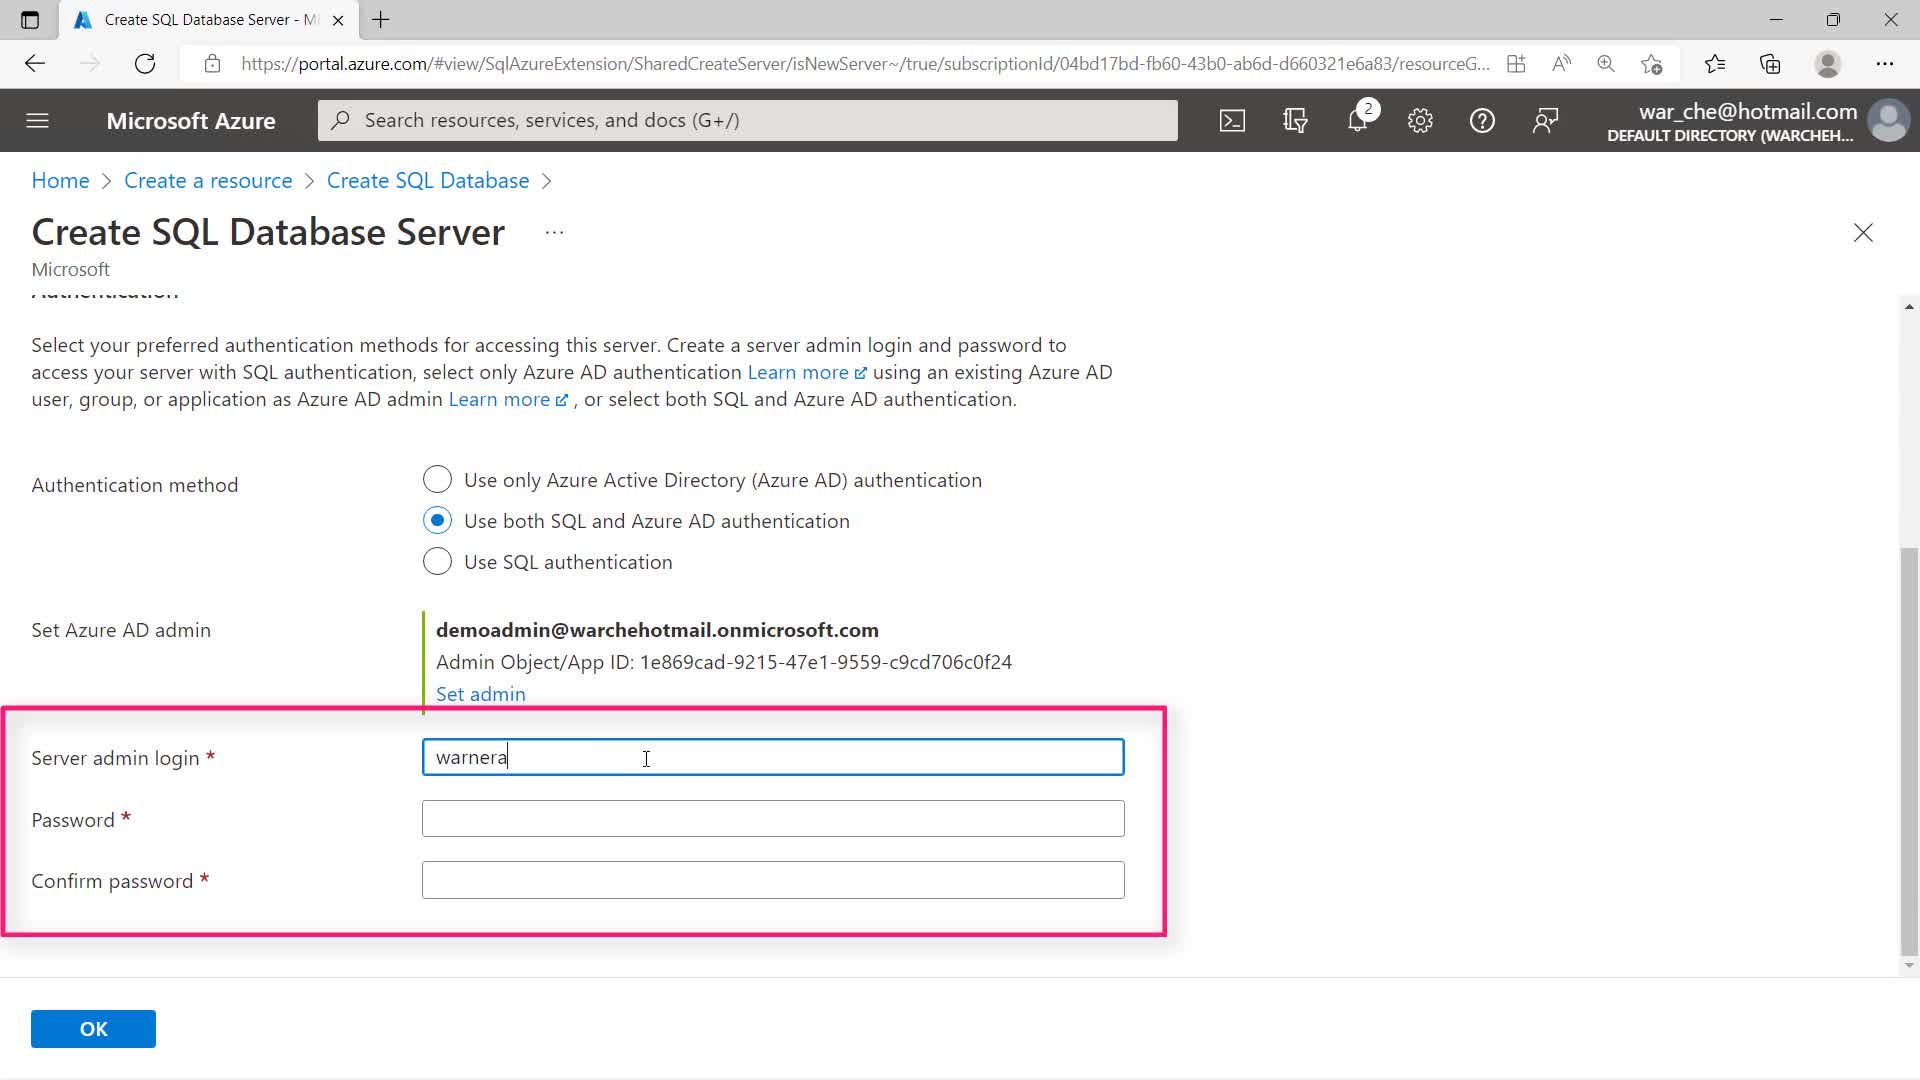 Create SQL Database Server - Mi
https://portal.azure.com/#view/SqlAzureExtension/SharedCreateServer/isNewServer~/true/subscriptionId/04bd17bd-fb60-43b0-ab6d-d660321e6a83/resourceG...
Microsoft Azure
Search resources, services, and docs (G+/)
2
war_che@hotmail.com
DEFAULT DIRECTORY (WARCHEH...
Home > Create a resource > Create SQL Database >
Create SQL Database Server ...
Microsoft
Authentication
Select your preferred authentication methods for accessing this server. Create a server admin login and password to
access your server with SQL authentication, select only Azure AD authentication Learn more using an existing Azure AD
user, group, or application as Azure AD admin Learn more , or select both SQL and Azure AD authentication.
Authentication method
Use only Azure Active Directory (Azure AD) authentication
Use both SQL and Azure AD authentication
Use SQL authentication
Set Azure AD admin
demoadmin@warchehotmail.onmicrosoft.com
Admin Object/App ID: 1e869cad-9215-47e1-9559-c9cd706c0f24
Set admin
Server admin login *
warnera
Password *
Confirm password *
OK